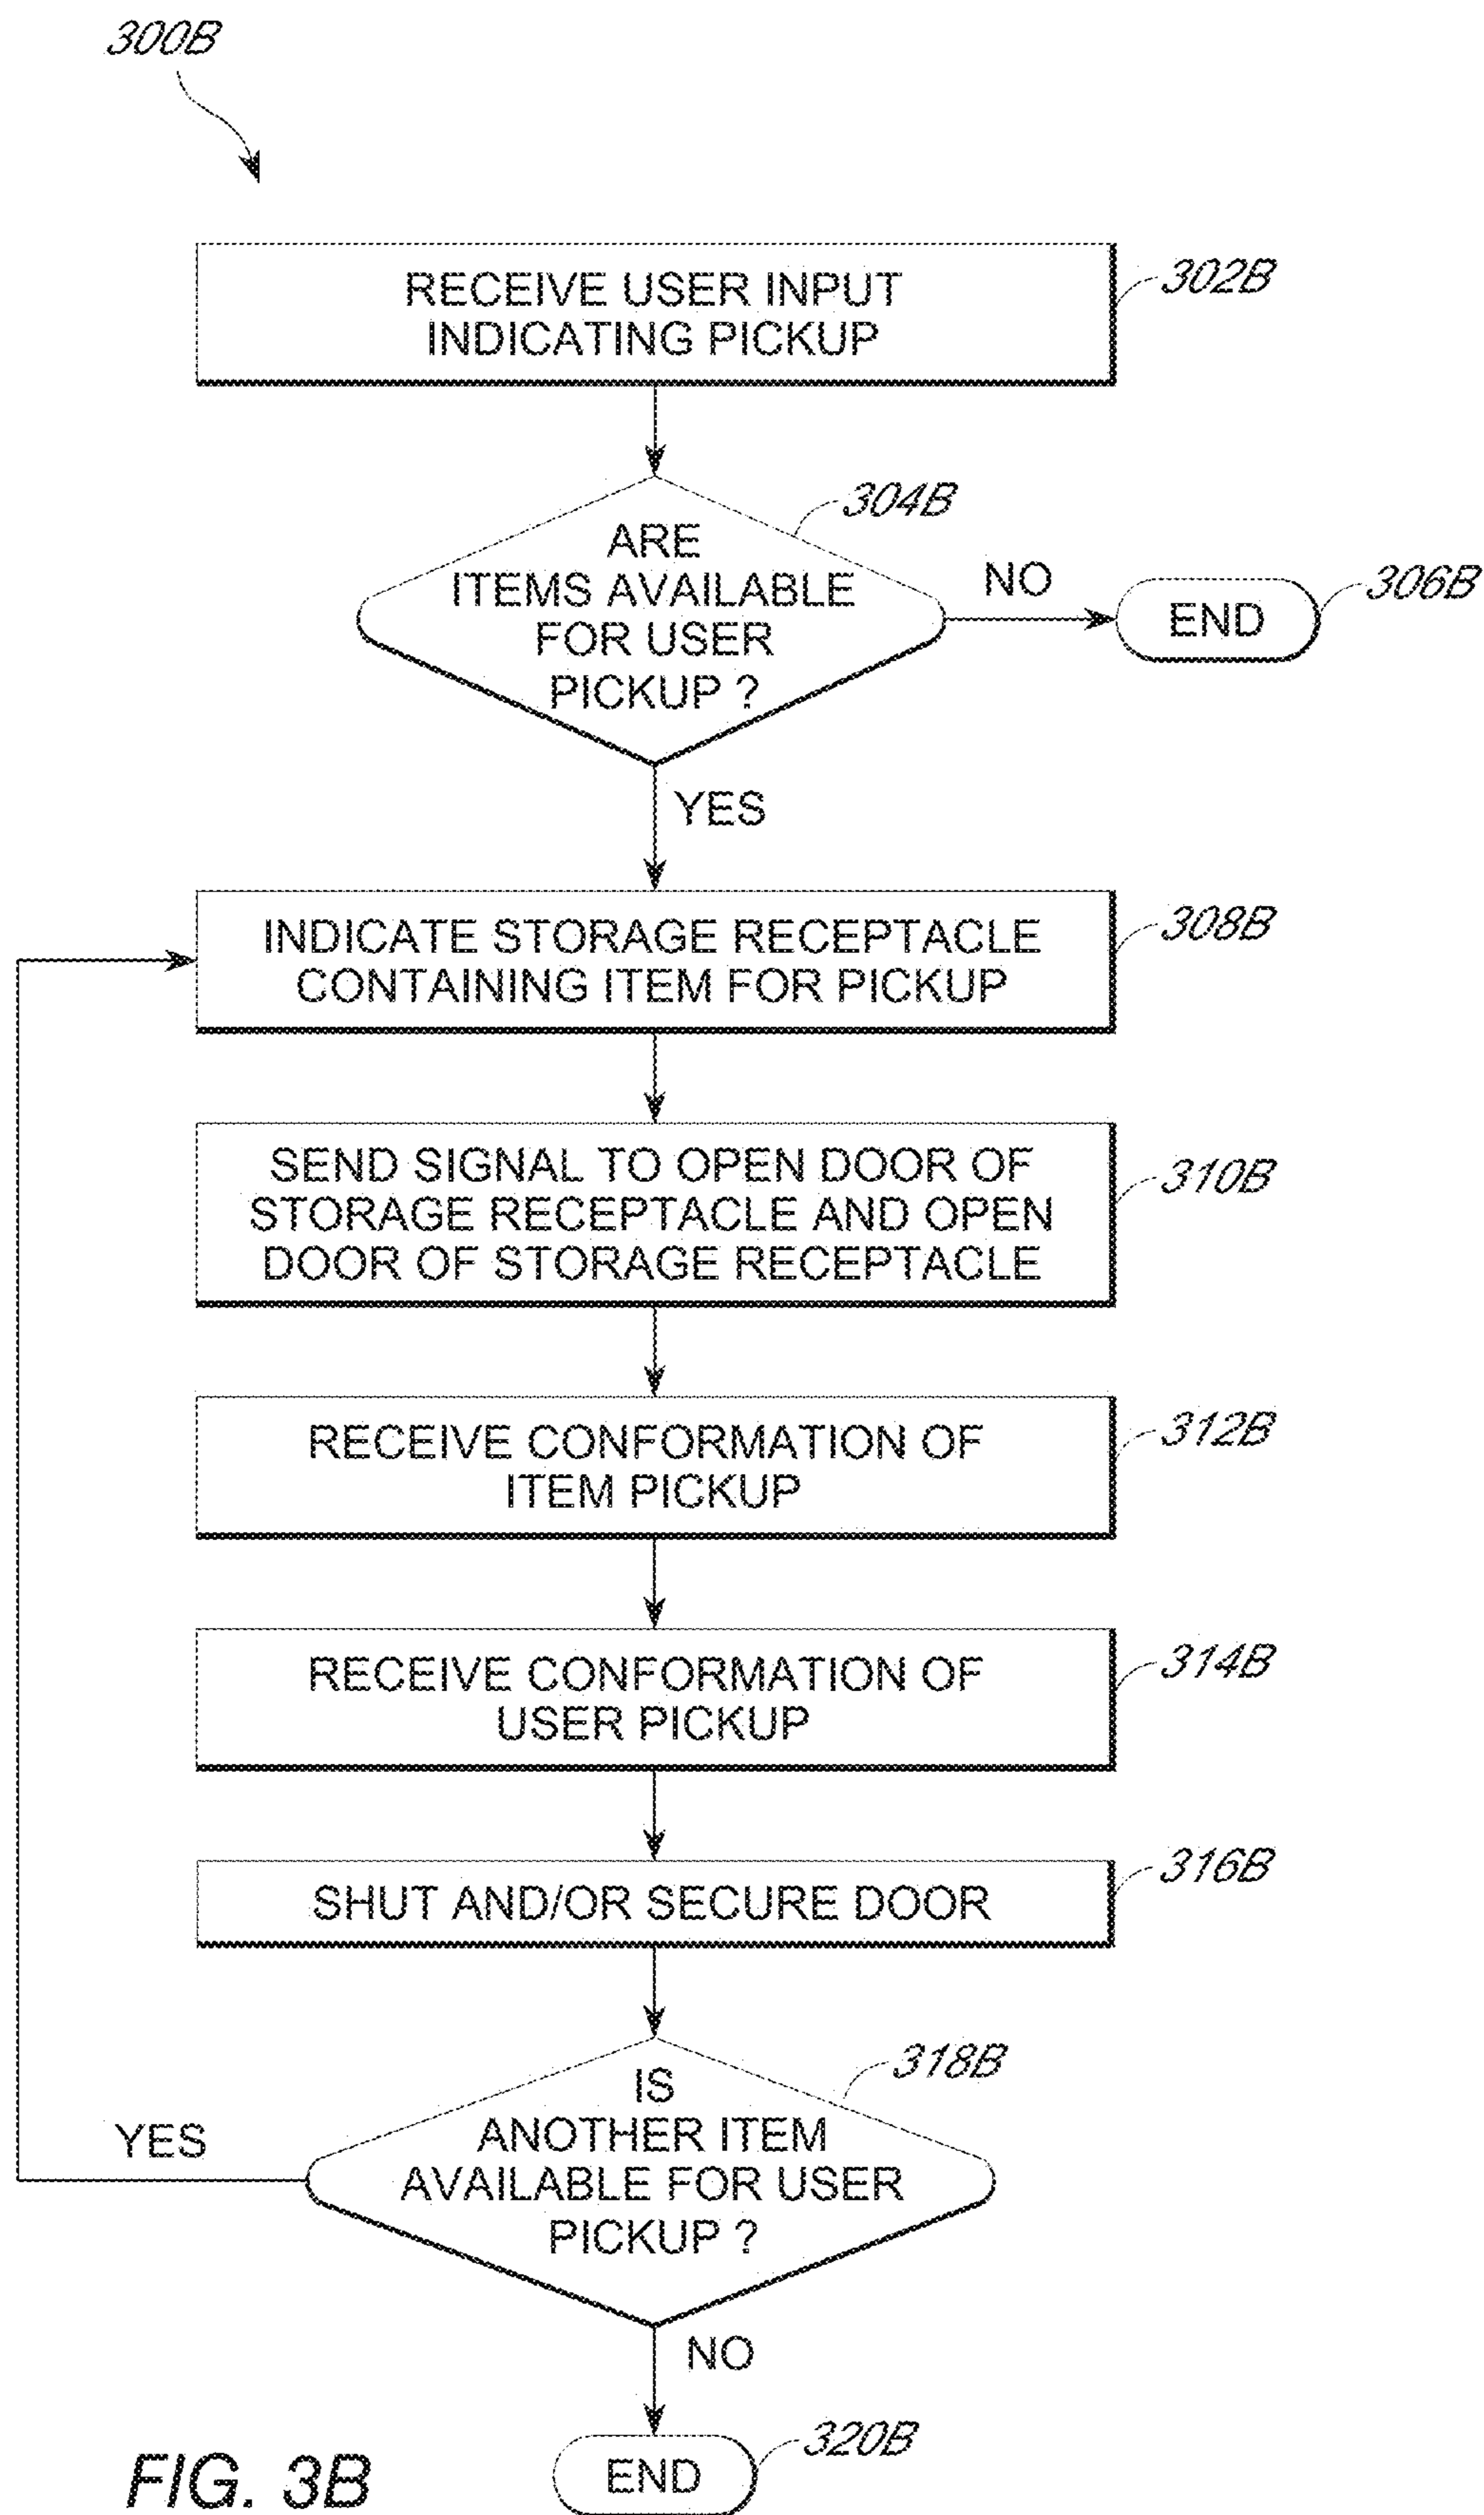 300B
RECEIVE USER INPUT
INDICATING PICKUP
302B
304B
ARE
ITEMS AVAILABLE
FOR USER
PICKUP ?
NO
END
306B
YES
INDICATE STORAGE RECEPTACLE
CONTAINING ITEM FOR PICKUP
308B
SEND SIGNAL TO OPEN DOOR OF
STORAGE RECEPTACLE AND OPEN
DOOR OF STORAGE RECEPTACLE
310B
RECEIVE CONFORMATION OF
ITEM PICKUP
312B
RECEIVE CONFORMATION OF
USER PICKUP
314B
SHUT AND/OR SECURE DOOR
316B
318B
IS
ANOTHER ITEM
AVAILABLE FOR USER
PICKUP ?
YES
NO
END
320B
FIG. 3B